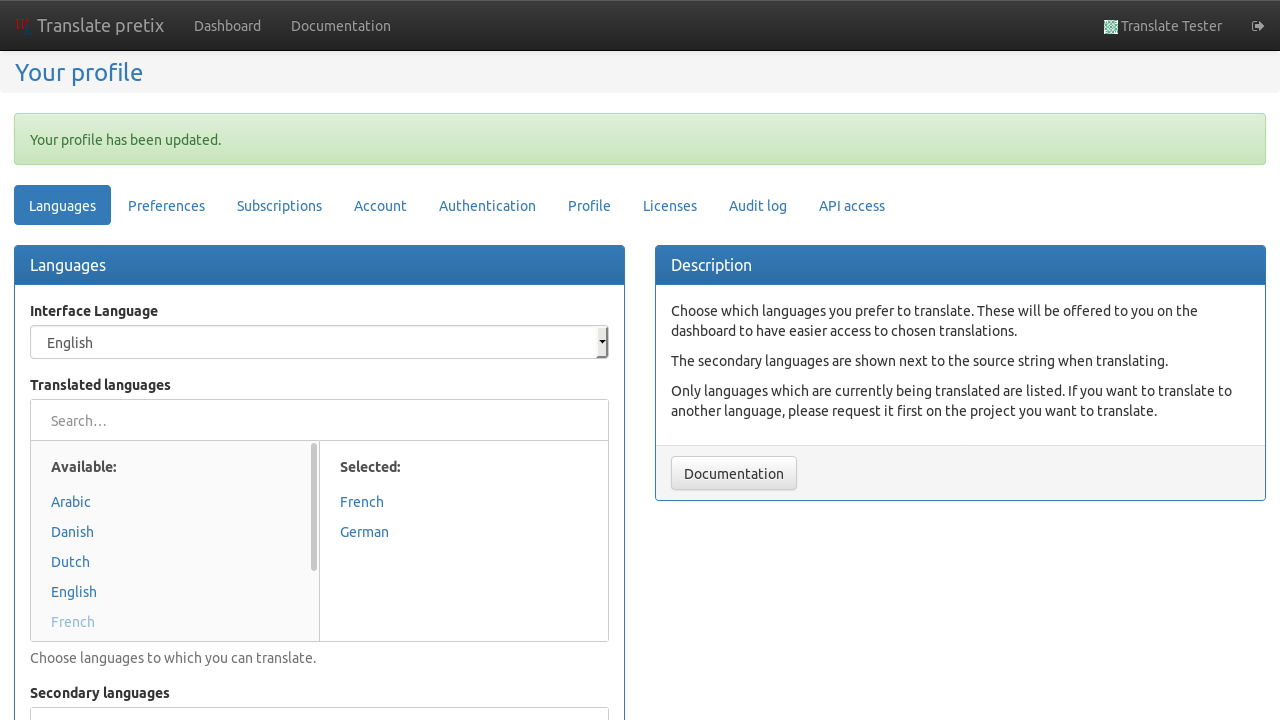 Translate pretix Dashboard Documentation Translate Tester
Your profile
Your profile has been updated.
Languages Preferences Subscriptions Account Authentication Profile Licenses Audit log API access
Languages
Interface Language
English
Translated languages
Search…
Available:
Arabic
Danish
Dutch
English
French
Selected:
French
German
Choose languages to which you can translate.
Secondary languages
Description
Choose which languages you prefer to translate. These will be offered to you on the
dashboard to have easier access to chosen translations.
The secondary languages are shown next to the source string when translating.
Only languages which are currently being translated are listed. If you want to translate to
another language, please request it first on the project you want to translate.
Documentation